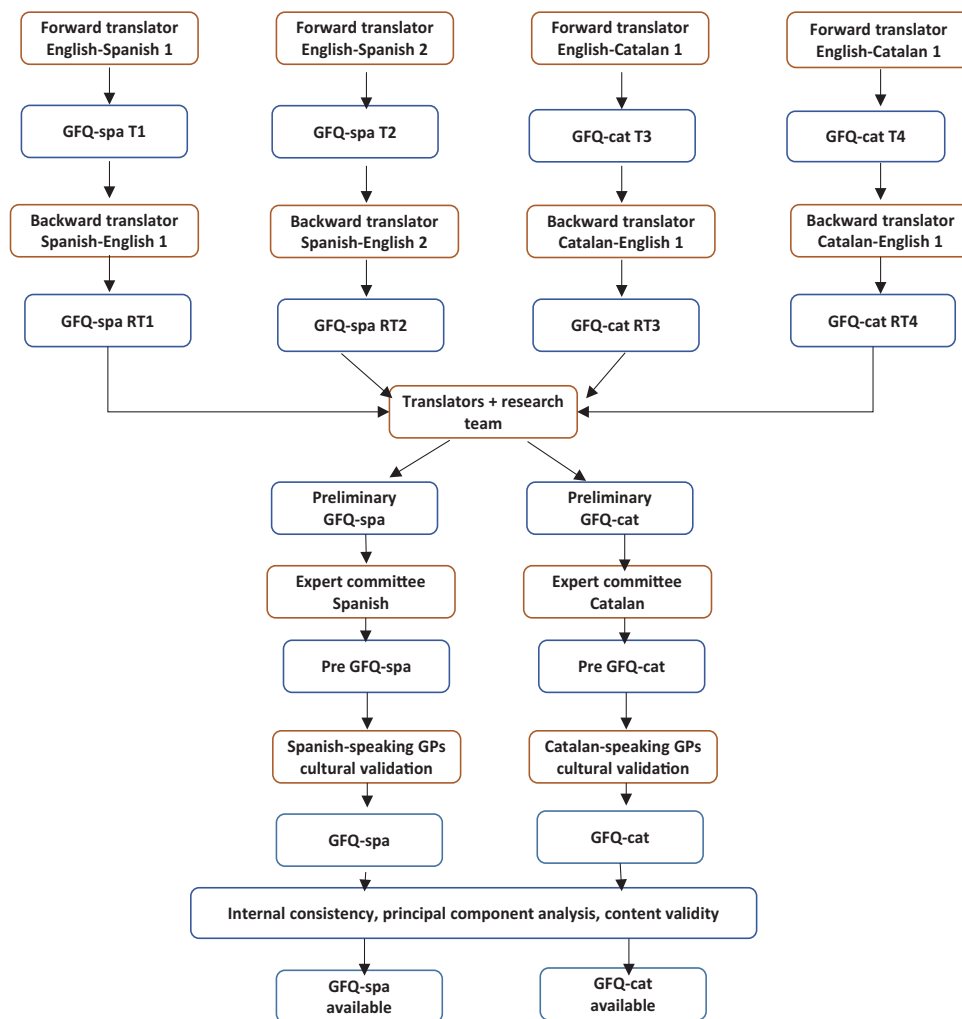 Forward translator
English-Spanish 1
Forward translator
English-Spanish 2
Forward translator
English-Catalan 1
Forward translator
English-Catalan 1
GFQ-spa T1
GFQ-spa T2
GFQ-cat T3
GFQ-cat T4
Backward translator
Spanish-English 1
Backward translator
Spanish-English 2
Backward translator
Catalan-English 1
Backward translator
Catalan-English 1
GFQ-spa RT1
GFQ-spa RT2
GFQ-cat RT3
GFQ-cat RT4
Translators + research
team
Preliminary
GFQ-spa
Preliminary
GFQ-cat
Expert committee
Spanish
Expert committee
Catalan
Pre GFQ-spa
Pre GFQ-cat
Spanish-speaking GPs
cultural validation
Catalan-speaking GPs
cultural validation
GFQ-spa
GFQ-cat
Internal consistency, principal component analysis, content validity
GFQ-spa
available
GFQ-cat
available